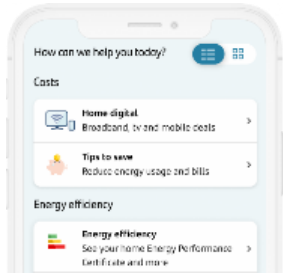 How can we help you today?
Costs
Home digital
Broadband, tv and mobile deals
Tips to save
Reduce energy usage and bills
Energy efficiency
Energy efficiency
See your home Energy Performance
Certificate and more